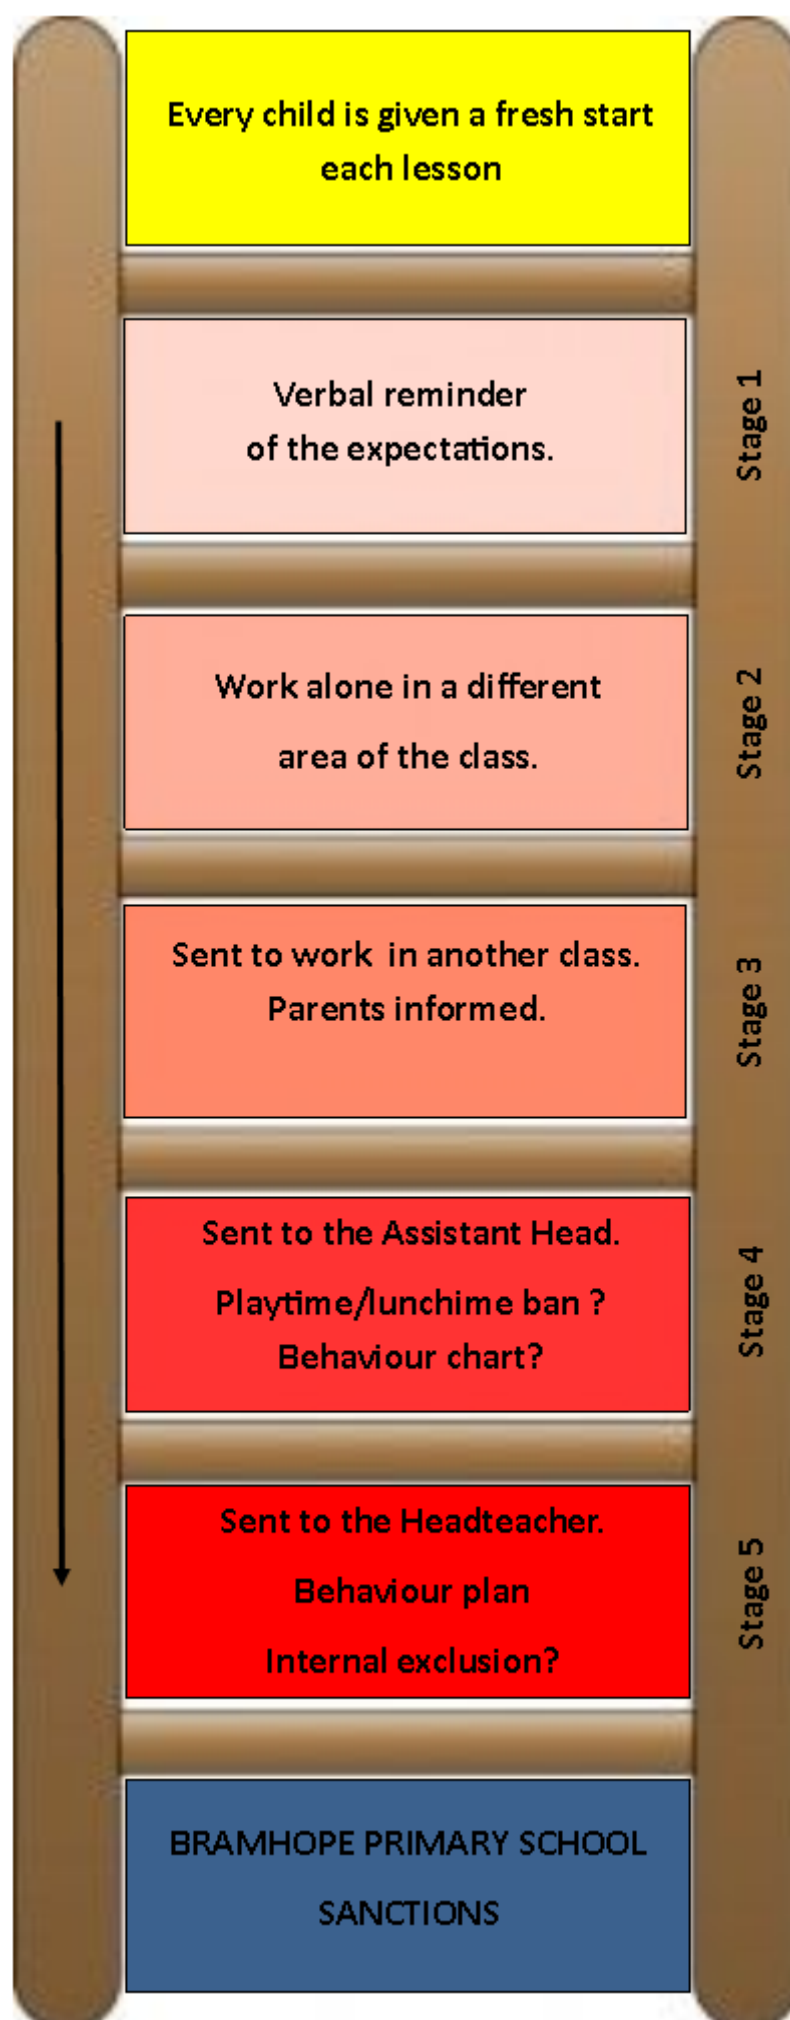 Every child is given a fresh start
each lesson
Verbal reminder
of the expectations.
Stage 1
Work alone in a different
area of the class.
Stage 2
Sent to work  in another class.
Parents informed.
Stage 3
Sent to the Assistant Head.
Playtime/lunchime ban ?
Behaviour chart?
Stage 4
Sent to the Headteacher.
Behaviour plan
Internal exclusion?
Stage 5
BRAMHOPE PRIMARY SCHOOL
SANCTIONS